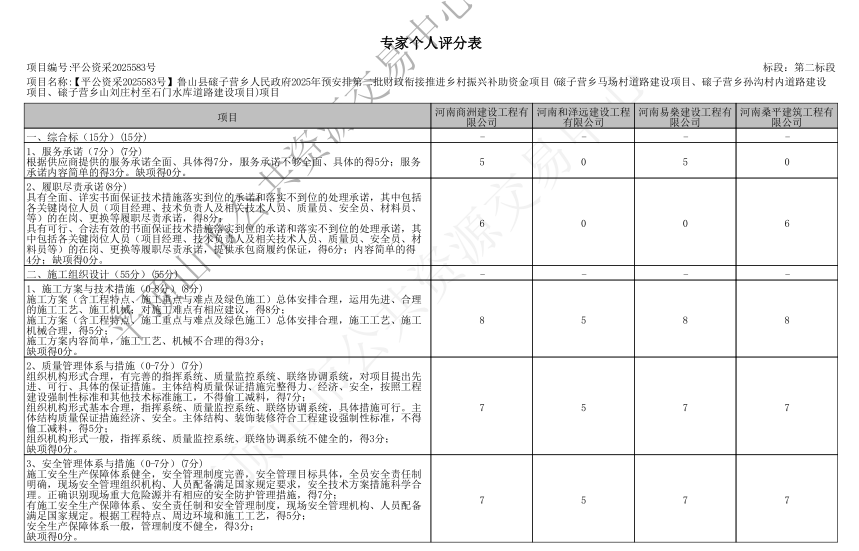 专家个人评分表
项目编号:平公资采2025583号
标段: 第二标段
项目名称:【平公资采2025583号】鲁山县磙子营乡人民政府2025年预安排第二批财政衔接推进乡村振兴补助资金项目(磙子营乡马场村道路建设项目、磙子营乡孙沟村内道路建设
项目、磙子营乡山刘庄村至石门水库道路建设项目)项目
项目
河南商洲建设工程有
限公司
河南和泽远建设工程
有限公司
河南易燊建设工程有
限公司
河南燊平建筑工程有
限公司
一、综合标（15分）(15分)
- - - -
1、服务承诺（7分）(7分)
根据供应商提供的服务承诺全面、具体得7分，服务承诺不够全面、具体的得5分；服务
承诺内容简单的得3分。缺项得0分。
5 0 5 0
2、履职尽责承诺(8分)
具有全面、详实书面保证技术措施落实到位的承诺和落实不到位的处理承诺，其中包括
各关键岗位人员（项目经理、技术负责人及相关技术人员、质量员、安全员、材料员、
等）的在岗、更换等履职尽责承诺，得8分；
具有可行、合法有效的书面保证技术措施落实到位的承诺和落实不到位的处理承诺，其
中包括各关键岗位人员（项目经理、技术负责人及相关技术人员、质量员、安全员、材
料员等）的在岗、更换等履职尽责承诺，提供承包商履约保证，得6分；内容简单的得
4分；缺项得0分。
6 0 0 6
二、施工组织设计（55分）(55分)
- - - -
1、施工方案与技术措施（0-8分）(8分)
施工方案（含工程特点、施工重点与难点及绿色施工）总体安排合理，运用先进、合理
的施工工艺、施工机械；对施工难点有相应建议，得8分；
施工方案（含工程特点、施工重点与难点及绿色施工）总体安排合理，施工工艺、施工
机械合理，得5分；
施工方案内容简单，施工工艺、机械不合理的得3分；
缺项得0分。
8 5 8 8
2、质量管理体系与措施（0-7分）(7分)
组织机构形式合理，有完善的指挥系统、质量监控系统、联络协调系统，对项目提出先
进、可行、具体的保证措施。主体结构质量保证措施完整得力、经济、安全，按照工程
建设强制性标准和其他技术标准施工，不得偷工减料，得7分；
组织机构形式基本合理，指挥系统、质量监控系统、联络协调系统，具体措施可行。主
体结构质量保证措施经济、安全。主体结构、装饰装修符合工程建设强制性标准，不得
偷工减料，得5分；
组织机构形式一般，指挥系统、质量监控系统、联络协调系统不健全的，得3分；
缺项得0分。
7 5 7 7
3、安全管理体系与措施（0-7分）(7分)
施工安全生产保障体系健全，安全管理制度完善，安全管理目标具体，全员安全责任制
明确，现场安全管理组织机构、人员配备满足国家规定要求，安全技术方案措施科学合
理。正确识别现场重大危险源并有相应的安全防护管理措施，得7分；
有施工安全生产保障体系、安全责任制和安全管理制度，现场安全管理机构、人员配备
满足国家规定。根据工程特点、周边环境和施工工艺，得5分；
安全生产保障体系一般，管理制度不健全，得3分；
缺项得0分。
7 5 7 7